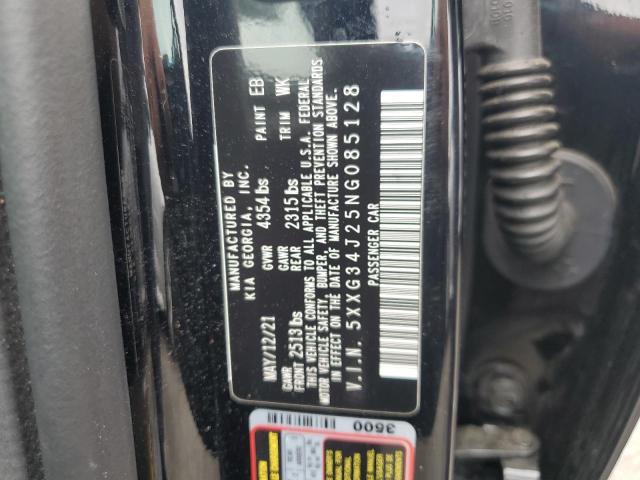 MANUFACTURED BY
KIA GEORGIA, INC.
MAY/12/21 GVWR 4354 lbs PAINT EB
GAWR FRONT 2513 lbs GAWR REAR 2315 lbs TRIM WK
THIS VEHICLE CONFORMS TO ALL APPLICABLE U.S.A. FEDERAL
MOTOR VEHICLE SAFETY, BUMPER, AND THEFT PREVENTION STANDARDS
IN EFFECT ON THE DATE OF MANUFACTURE SHOWN ABOVE.
V.I.N. 5XXG34J25NG085128
PASSENGER CAR
3500